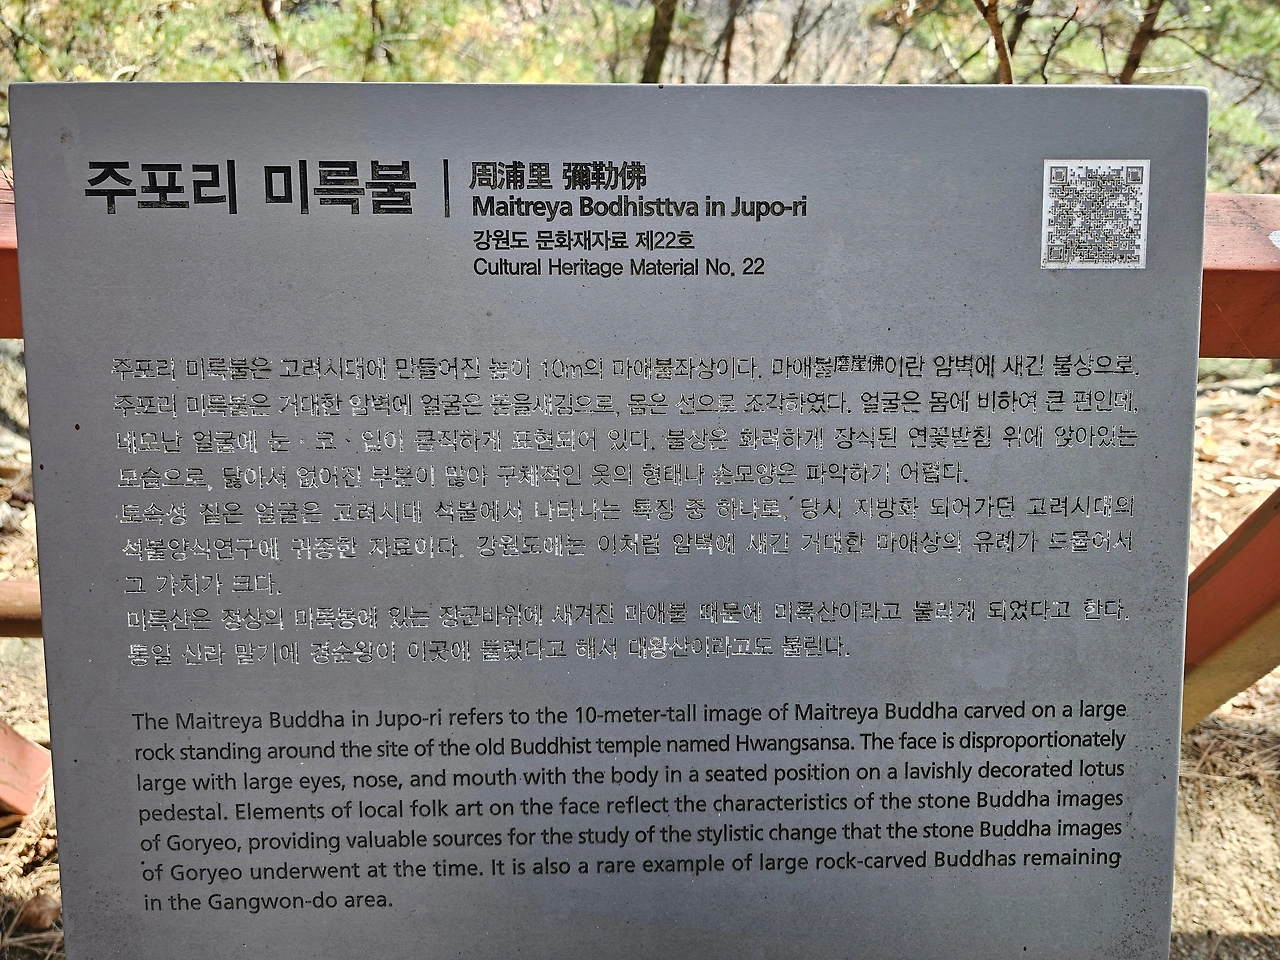 주포리 미륵불
周浦里 彌勒佛
Maitreya Bodhisttva in Jupo-ri
강원도 문화재자료 제22호
Cultural Heritage Material No. 22
주포리 미륵불은 고려시대에 만들어진 높이 10m의 마애불좌상이다. 마애불磨崖佛이란 암벽에 새긴 불상으로,
주포리 미륵불은 거대한 암벽에 얼굴은 돋을새김으로, 몸은 선으로 조각하였다. 얼굴은 몸에 비하여 큰 편인데,
네모난 얼굴에 눈·코·입이 큼직하게 표현되어 있다. 불상은 화려하게 장식된 연꽃받침 위에 앉아있는
모습으로, 닳아서 없어진 부분이 많아 구체적인 옷의 형태나 손모양은 파악하기 어렵다.
토속성 짙은 얼굴은 고려시대 석불에서 나타나는 특징 중 하나로, 당시 지방화 되어가던 고려시대의
석불양식연구에 귀중한 자료이다. 강원도에는 이처럼 암벽에 새긴 거대한 마애상의 유례가 드물어서
그 가치가 크다.
미륵산은 정상의 미륵봉에 있는 장군바위에 새겨진 마애불 때문에 미륵산이라고 불리게 되었다고 한다.
통일 신라 말기에 경순왕이 이곳에 들렀다고 해서 대왕산이라고도 불린다.
The Maitreya Buddha in Jupo-ri refers to the 10-meter-tall image of Maitreya Buddha carved on a large
rock standing around the site of the old Buddhist temple named Hwangsansa. The face is disproportionately
large with large eyes, nose, and mouth with the body in a seated position on a lavishly decorated lotus
pedestal. Elements of local folk art on the face reflect the characteristics of the stone Buddha images
of Goryeo, providing valuable sources for the study of the stylistic change that the stone Buddha images
of Goryeo underwent at the time. It is also a rare example of large rock-carved Buddhas remaining
in the Gangwon-do area.